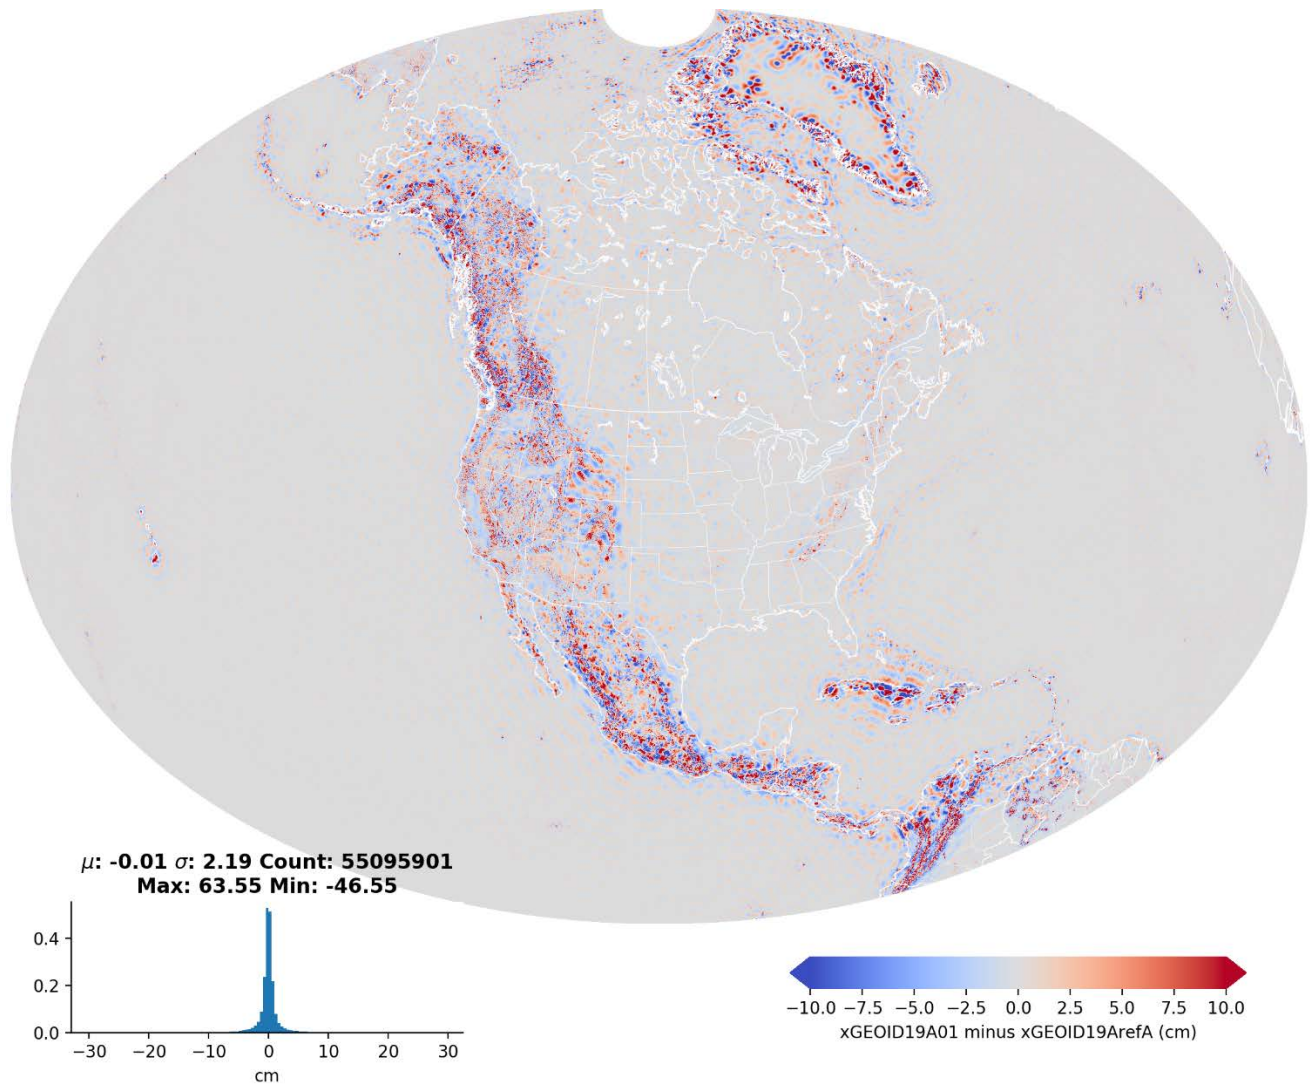 μ: -0.01 σ: 2.19 Count: 55095901
Max: 63.55 Min: -46.55
0.4
0.2
0.0
−30 −20 −10 0 10 20 30
cm
−10.0 −7.5 −5.0 −2.5 0.0 2.5 5.0 7.5 10.0
xGEOID19A01 minus xGEOID19ArefA (cm)